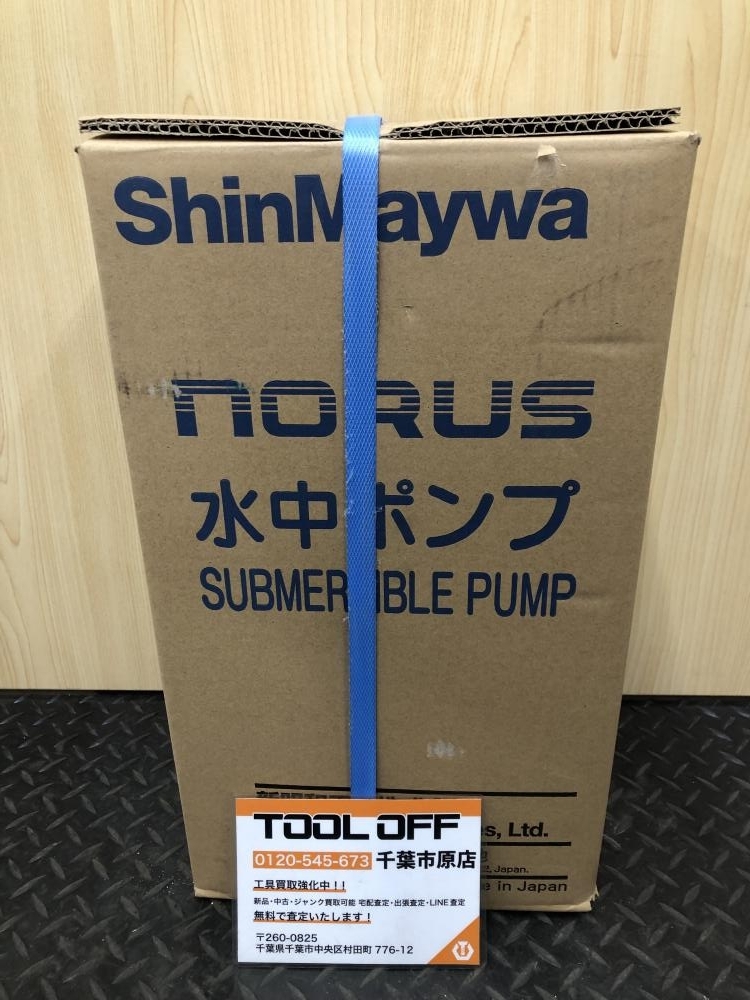 ShinMaywa
NORUS
水中ポンプ
SUBMERSIBLE PUMP
Ltd.
Japan.
in Japan
TOOL OFF
0120-545-673 千葉市原店
工具買取強化中！！
新品・中古・ジャンク買取可能 宅配査定・出張査定・LINE査定
無料で査定いたします！
〒260-0825
千葉県千葉市中央区村田町 776-12